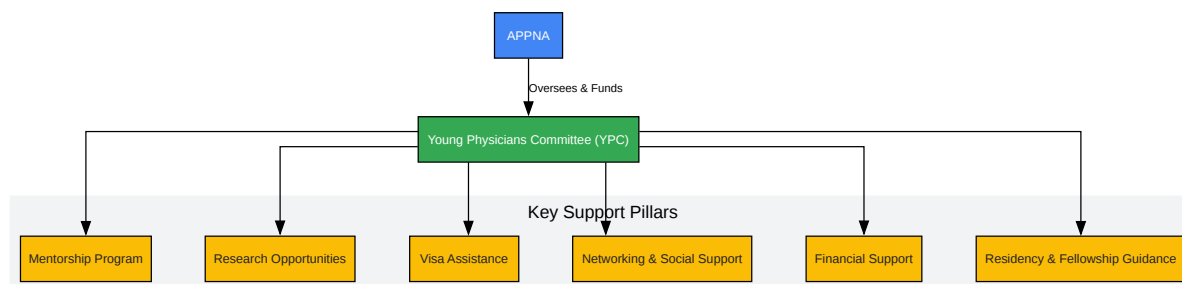 APPNA
Oversees & Funds
Young Physicians Committee (YPC)
Key Support Pillars
Mentorship Program
Research Opportunities
Visa Assistance
Networking & Social Support
Financial Support
Residency & Fellowship Guidance